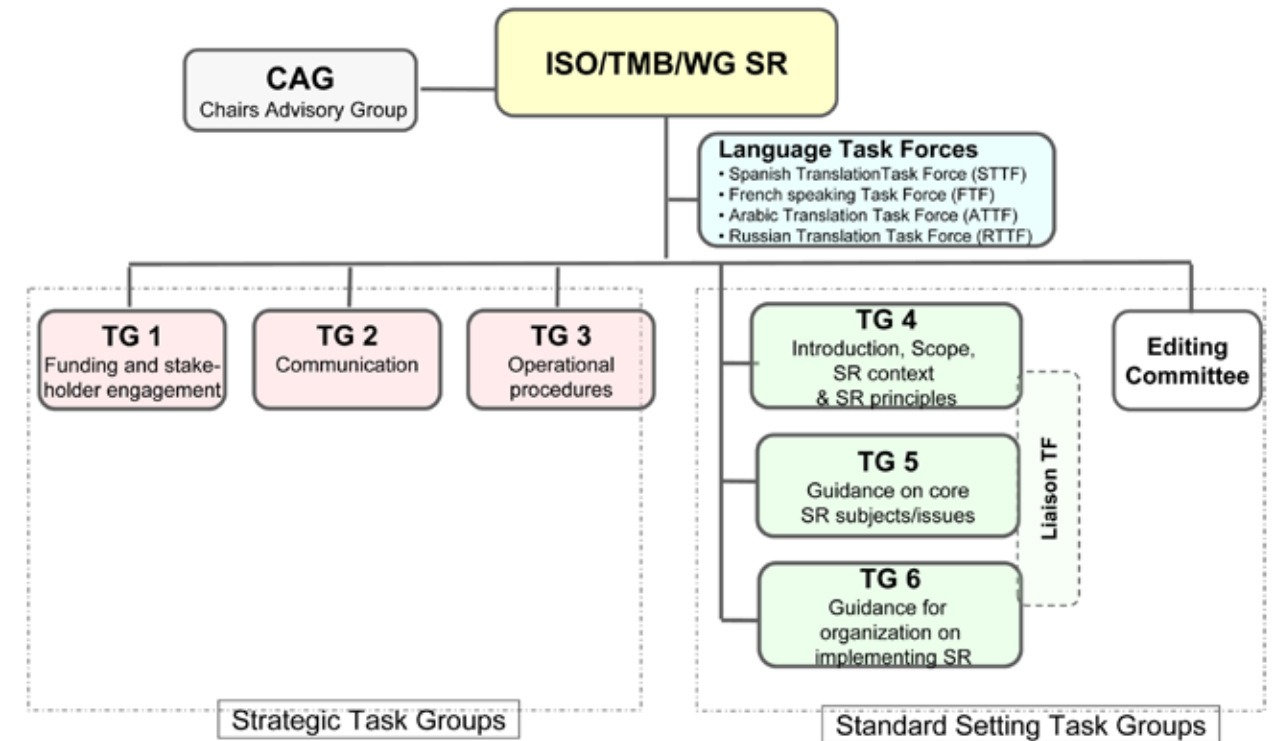 ISO/TMB/WG SR
CAG
Chairs Advisory Group
Language Task Forces
• Spanish TranslationTask Force (STTF)
• French speaking Task Force (FTF)
• Arabic Translation Task Force (ATTF)
• Russian Translation Task Force (RTTF)
TG 1
Funding and stake-
holder engagement
TG 2
Communication
TG 3
Operational
procedures
TG 4
Introduction, Scope,
SR context
& SR principles
TG 5
Guidance on core
SR subjects/issues
TG 6
Guidance for
organization on
implementing SR
Liaison TF
Editing
Committee
Strategic Task Groups
Standard Setting Task Groups